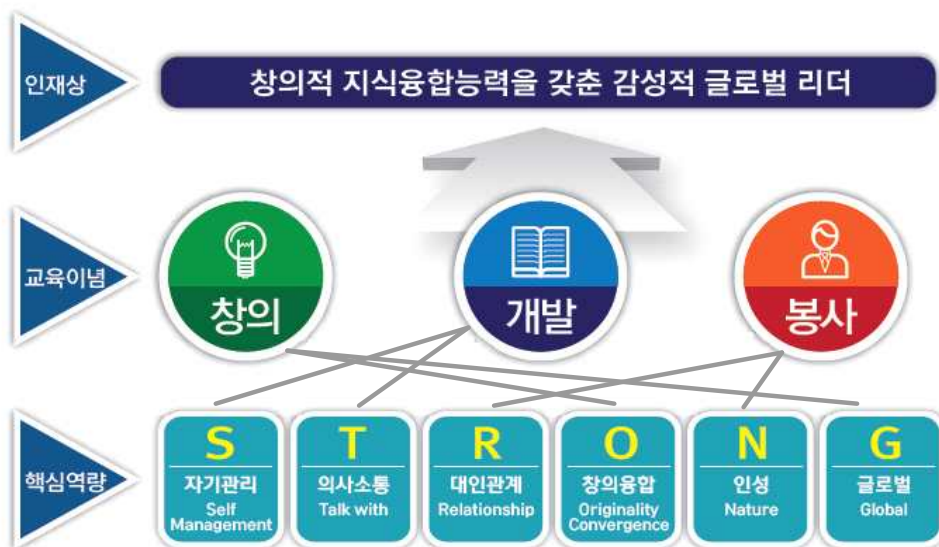 인재상
창의적 지식융합능력을 갖춘 감성적 글로벌 리더
교육이념
창의
개발
봉사
핵심역량
S
자기관리
Self
Management
T
의사소통
Talk with
R
대인관계
Relationship
O
창의융합
Originality
Convergence
N
인성
Nature
G
글로벌
Global